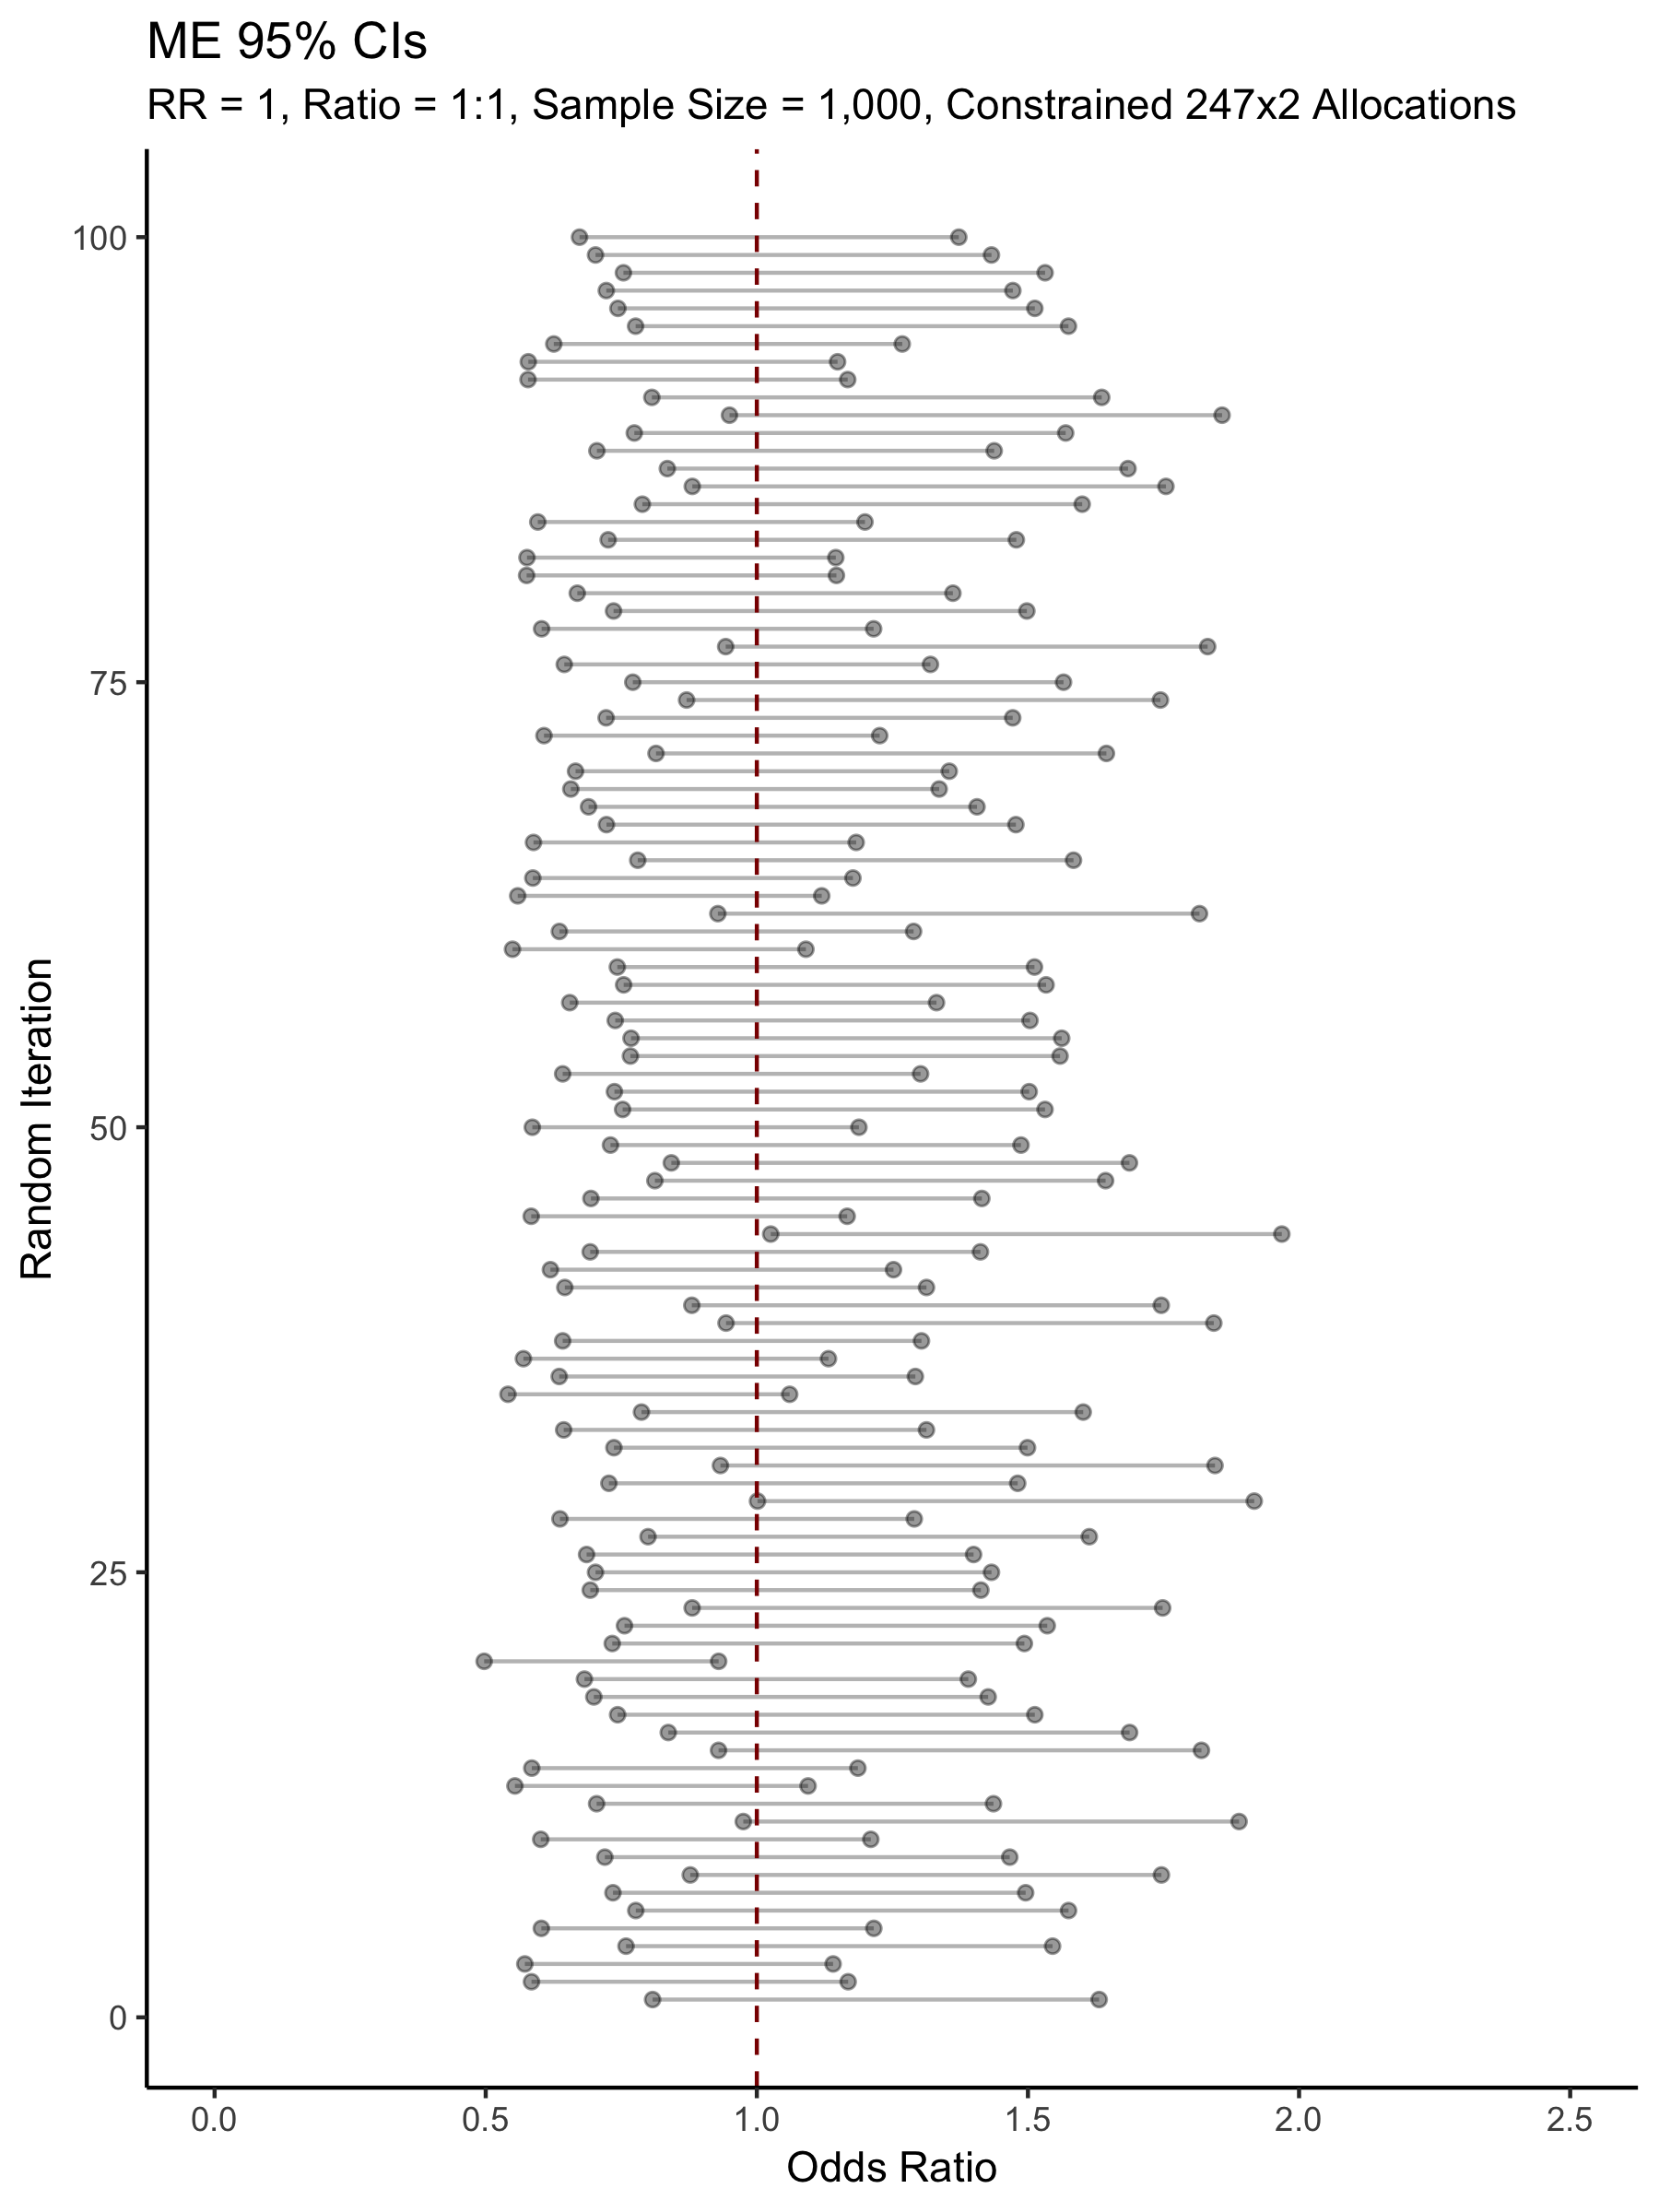 ME 95% CIs
RR = 1, Ratio = 1:1, Sample Size = 1,000, Constrained 247x2 Allocations
100
75
50
25
0
Random Iteration
0.0 0.5 1.0 1.5 2.0 2.5
Odds Ratio